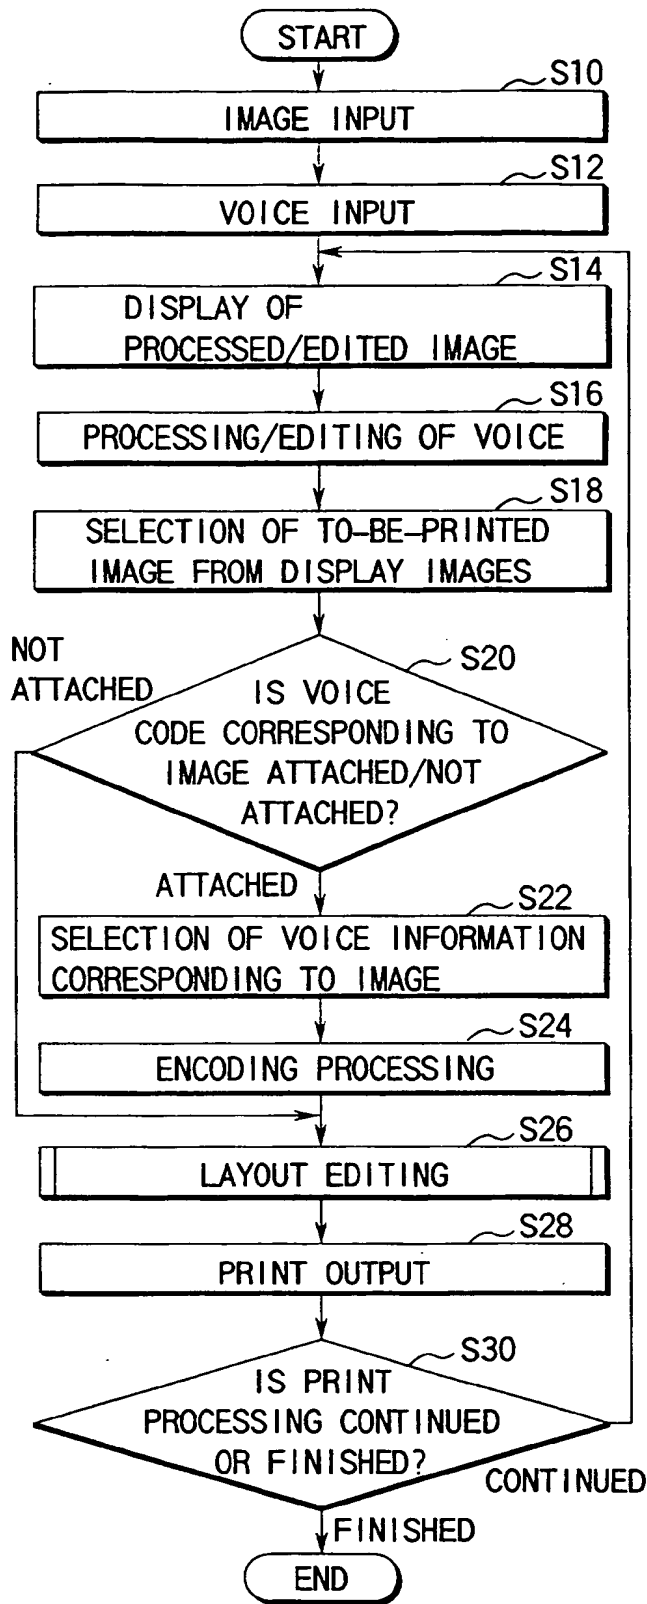 START
S10
IMAGE INPUT
S12
VOICE INPUT
S14
DISPLAY OF
PROCESSED/EDITED IMAGE
S16
PROCESSING/EDITING OF VOICE
S18
SELECTION OF TO-BE-PRINTED
IMAGE FROM DISPLAY IMAGES
NOT
ATTACHED
S20
IS VOICE
CODE CORRESPONDING TO
IMAGE ATTACHED/NOT
ATTACHED?
ATTACHED
S22
SELECTION OF VOICE INFORMATION
CORRESPONDING TO IMAGE
S24
ENCODING PROCESSING
S26
LAYOUT EDITING
S28
PRINT OUTPUT
S30
IS PRINT
PROCESSING CONTINUED
OR FINISHED?
CONTINUED
FINISHED
END